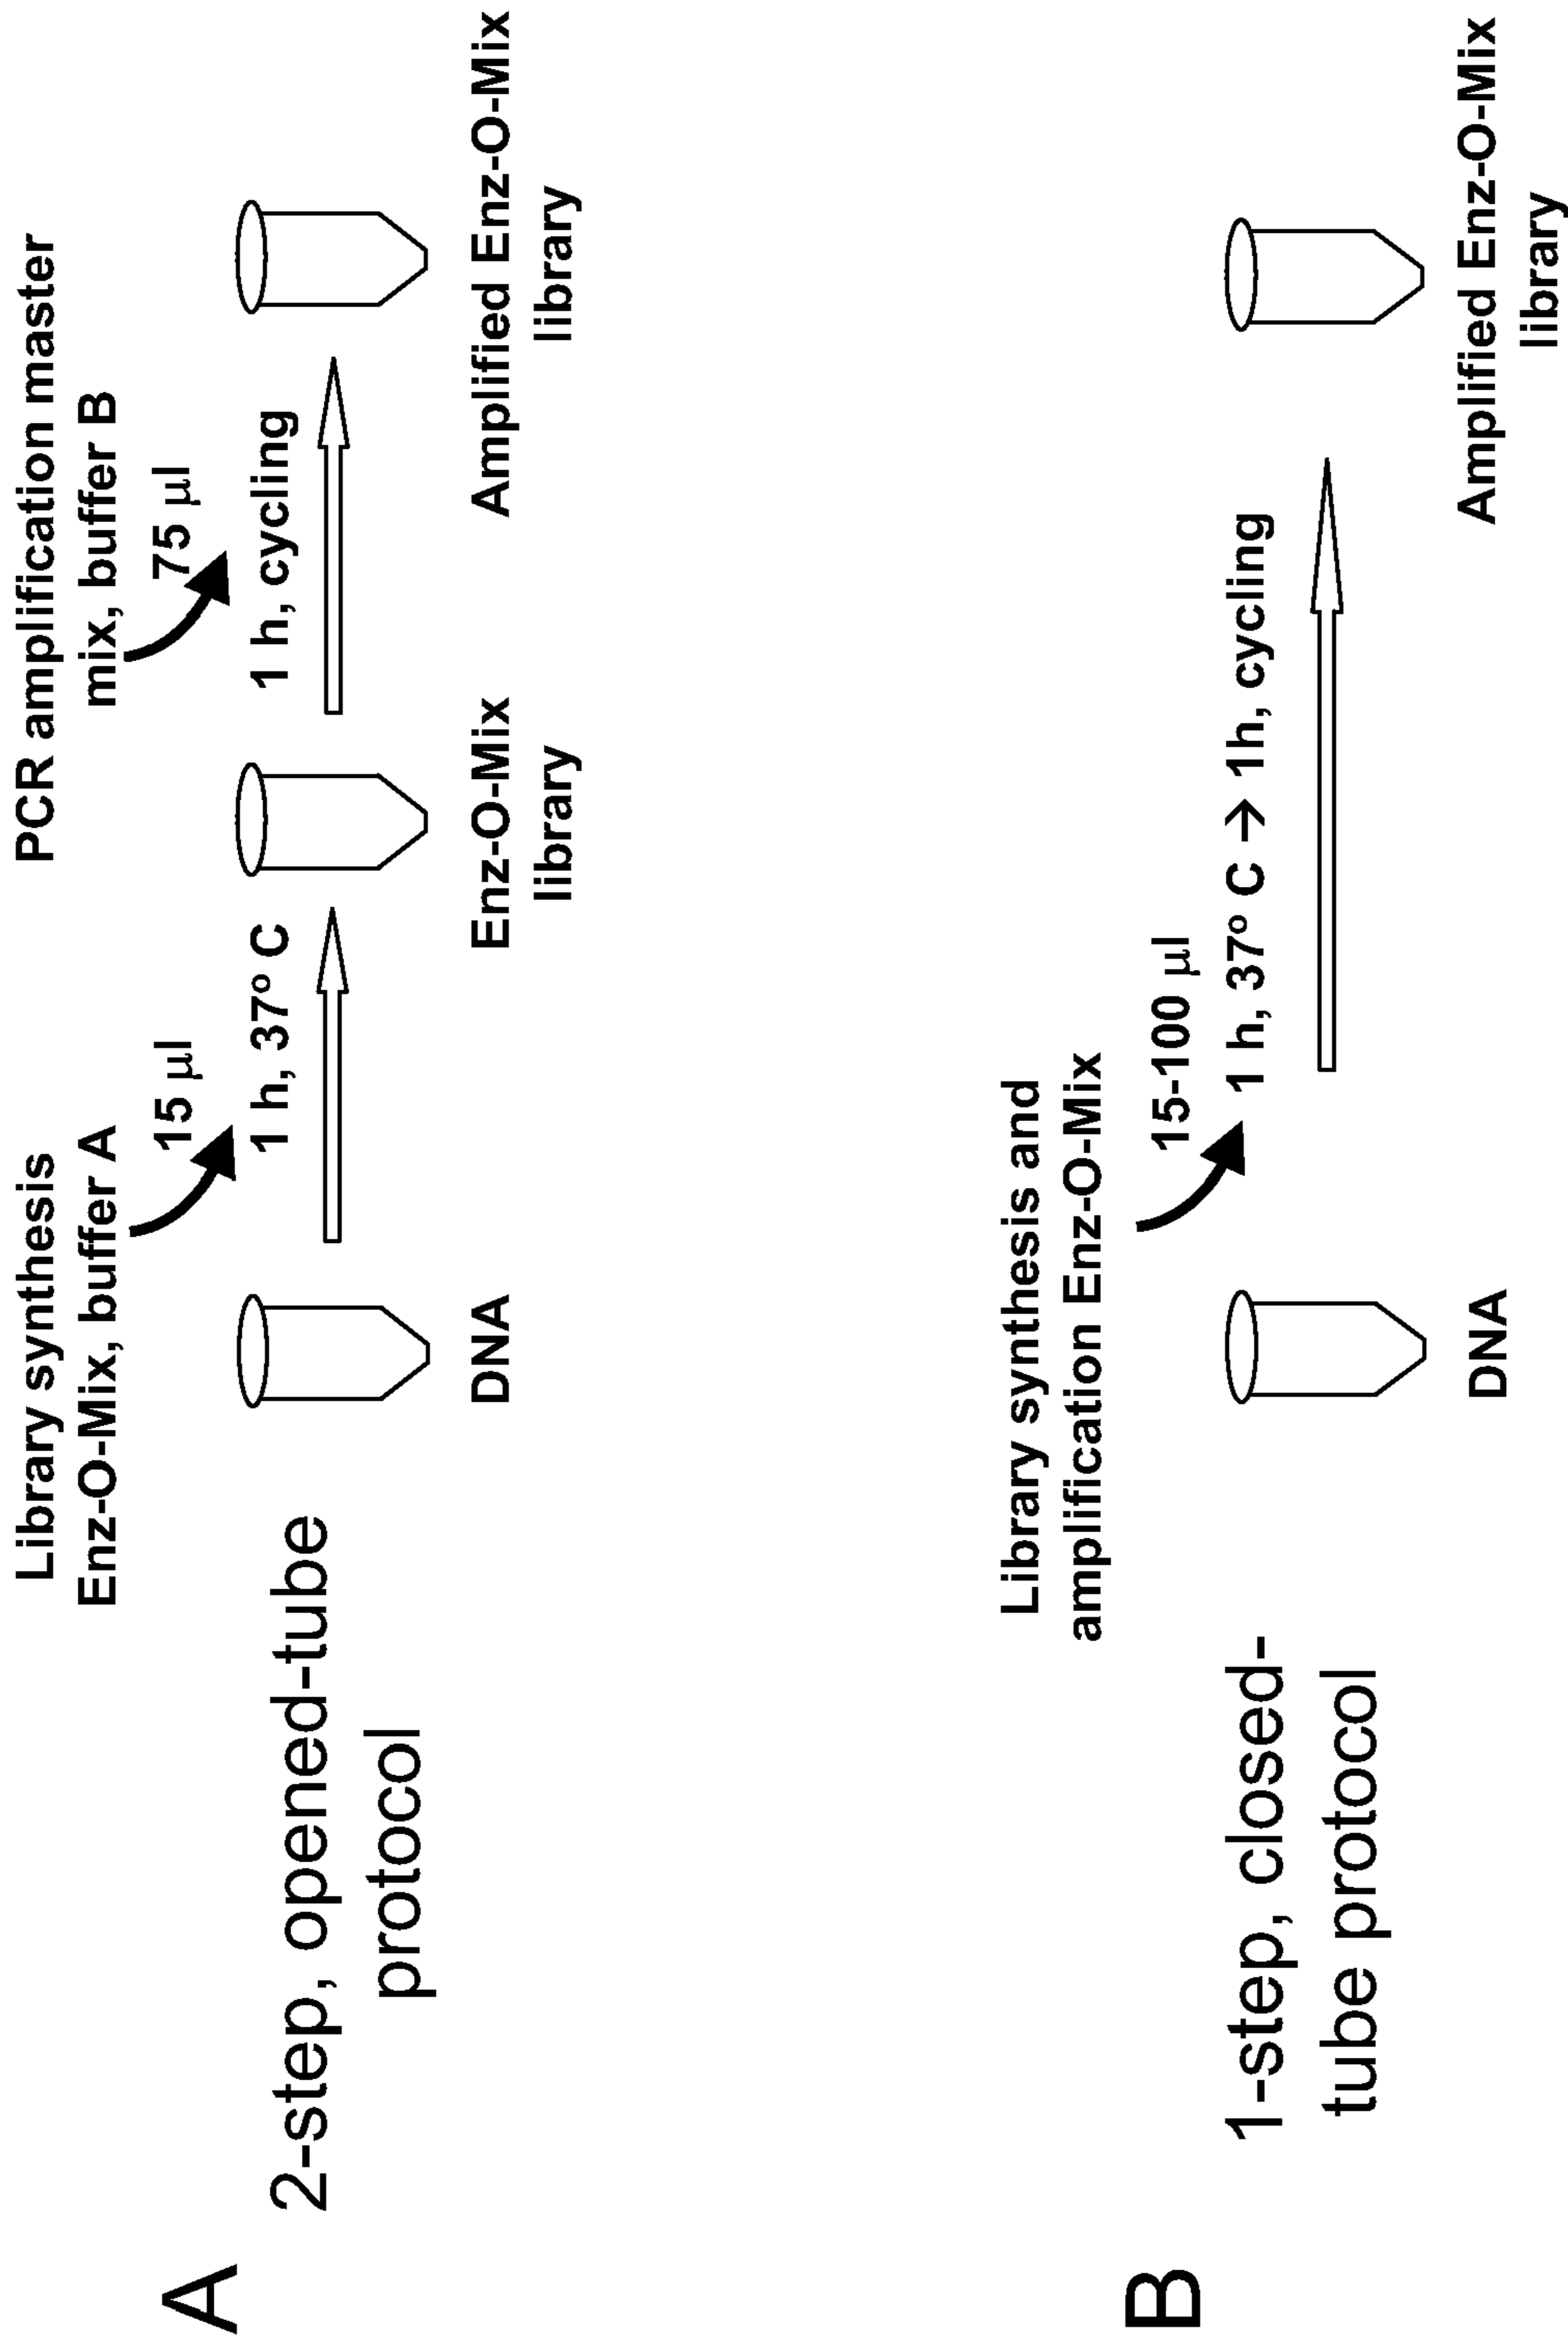 A
2-step, opened-tube
protocol
Library synthesis
Enz-O-Mix, buffer A
15 µl
1 h, 37º C
DNA
PCR amplification master
mix, buffer B
75 µl
1 h, cycling
Enz-O-Mix
library
Amplified Enz-O-Mix
library
B
1-step, closed-
tube protocol
Library synthesis and
amplification Enz-O-Mix
15-100 µl
1 h, 37º C → 1h, cycling
DNA
Amplified Enz-O-Mix
library